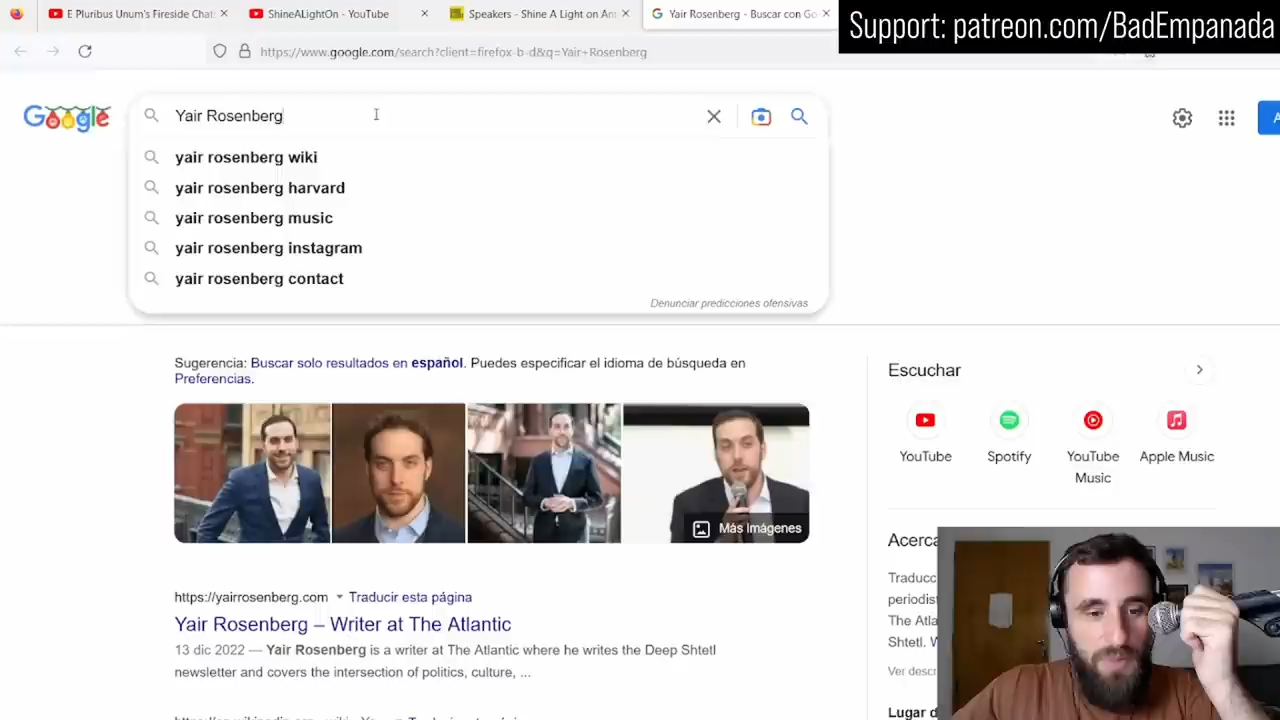 E Pluribus Unum's Fireside Chat
ShineALightOn - YouTube
Speakers - Shine A Light on An
Yair Rosenberg - Buscar con Go
Support: patreon.com/BadEmpanada
https://www.google.com/search?client=firefox-b-d&q=Yair+Rosenberg
Google
Yair Rosenberg
yair rosenberg wiki
yair rosenberg harvard
yair rosenberg music
yair rosenberg instagram
yair rosenberg contact
Denunciar predicciones ofensivas
Sugerencia: Buscar solo resultados en español. Puedes especificar el idioma de búsqueda en
Preferencias.
Más imágenes
https://yairrosenberg.com Traducir esta página
Yair Rosenberg – Writer at The Atlantic
13 dic 2022 — Yair Rosenberg is a writer at The Atlantic where he writes the Deep Shtetl
newsletter and covers the intersection of politics, culture, ...
Escuchar
YouTube
Spotify
YouTube
Music
Apple Music
Acerca
Traducc
periodist
The Atla
Shtetl. W
Ver descr
Lugar d